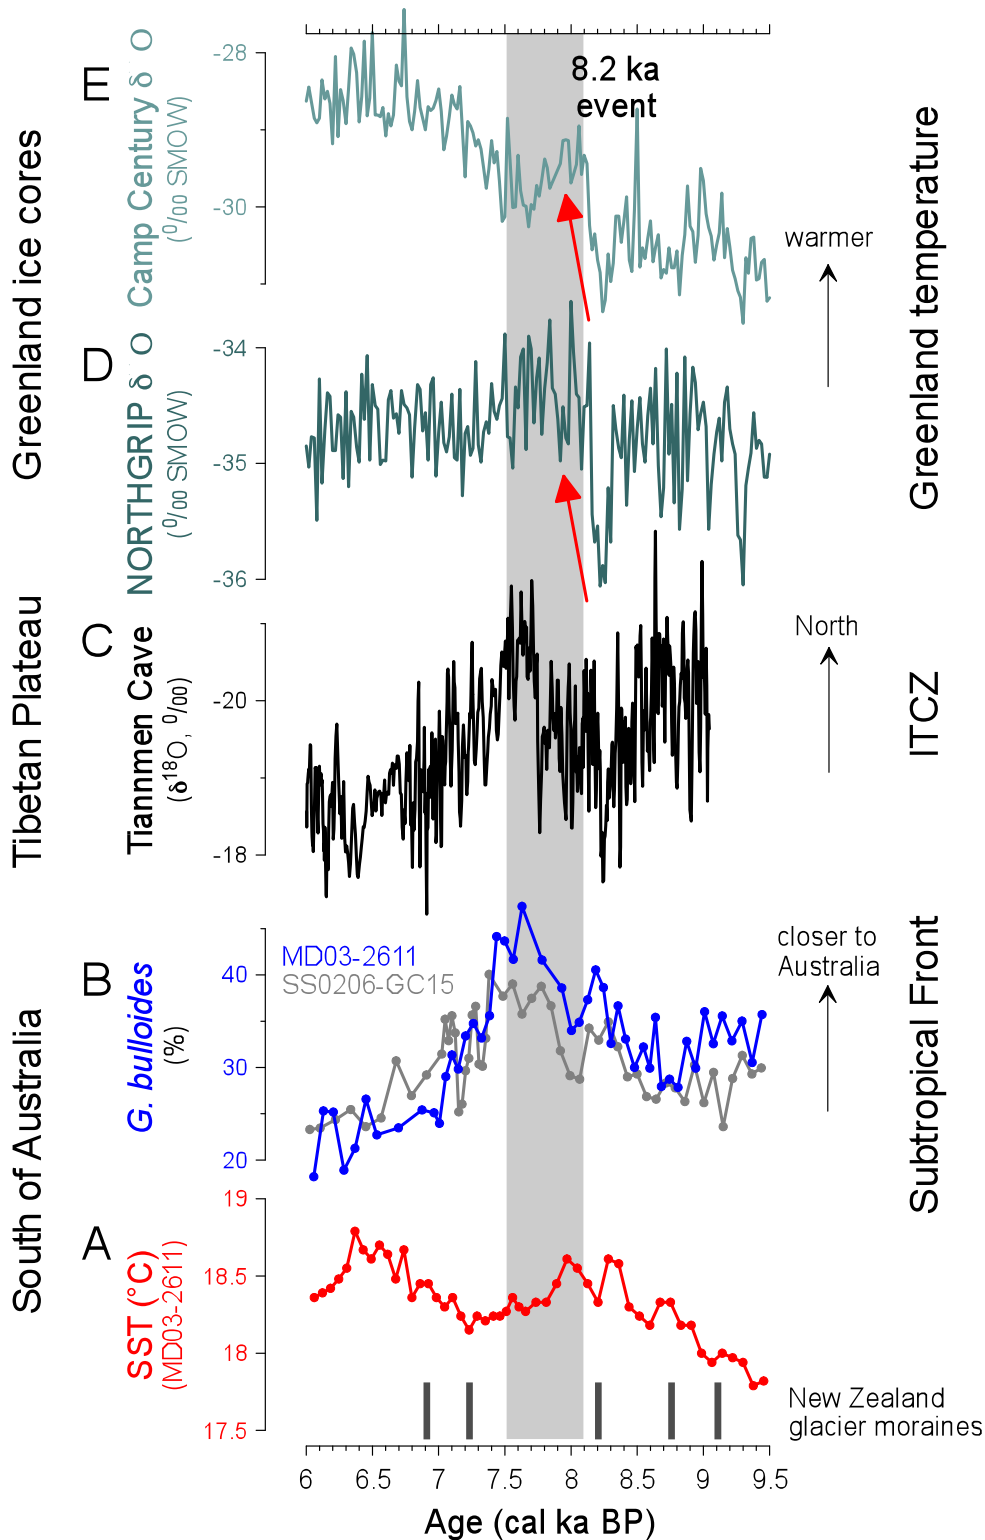 8.2 ka
event
Greenland ice cores
E
Camp Century δ O
(⁰/₀₀ SMOW)
-28
-30
warmer
Greenland temperature
D
NORTHGRIP δ O
(⁰/₀₀ SMOW)
-34
-35
-36
Tibetan Plateau
C
Tiannmen Cave
(δ¹⁸O, ⁰/₀₀)
-20
-18
North
ITCZ
South of Australia
B
G. bulloides
(%)
MD03-2611
SS0206-GC15
40
30
20
closer to
Australia
Subtropical Front
A
SST (°C)
(MD03-2611)
19
18.5
18
17.5
New Zealand
glacier moraines
6 6.5 7 7.5 8 8.5 9 9.5
Age (cal ka BP)